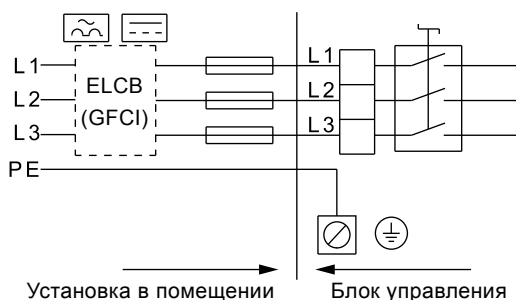 L1
L2
L3
PE
ELCB
(GFCI)
L1
L2
L3
Установка в помещении
Блок управления